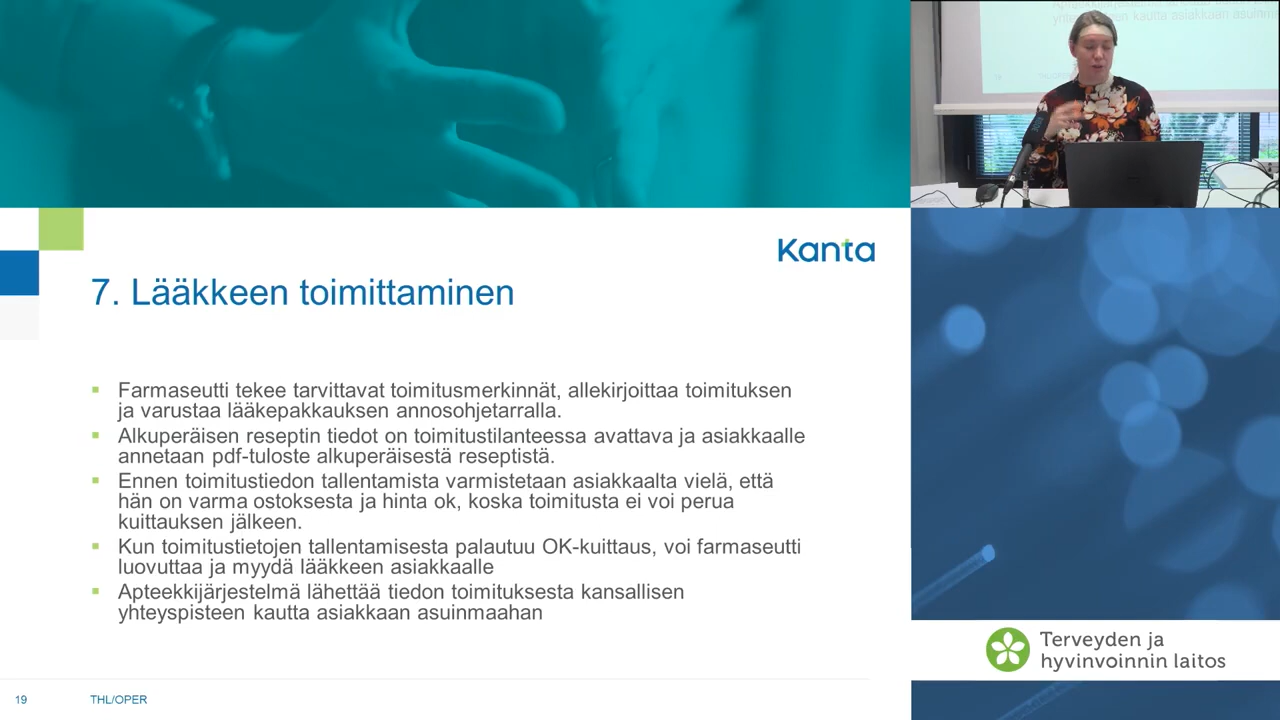 Kanta
7. Lääkkeen toimittaminen
Farmaseutti tekee tarvittavat toimitusmerkinnät, allekirjoittaa toimituksen
ja varustaa lääkepakkauksen annosohjetarralla.
Alkuperäisen reseptin tiedot on toimitustilanteessa avattava ja asiakkaalle
annetaan pdf-tuloste alkuperäisestä reseptistä.
Ennen toimitustiedon tallentamista varmistetaan asiakkaalta vielä, että
hän on varma ostoksesta ja hinta ok, koska toimitusta ei voi perua
kuittauksen jälkeen.
Kun toimitustietojen tallentamisesta palautuu OK-kuittaus, voi farmaseutti
luovuttaa ja myydä lääkkeen asiakkaalle
Apteekkijärjestelmä lähettää tiedon toimituksesta kansallisen
yhteyspisteen kautta asiakkaan asuinmaahan
19
THL/OPER
Terveyden ja
hyvinvoinnin laitos